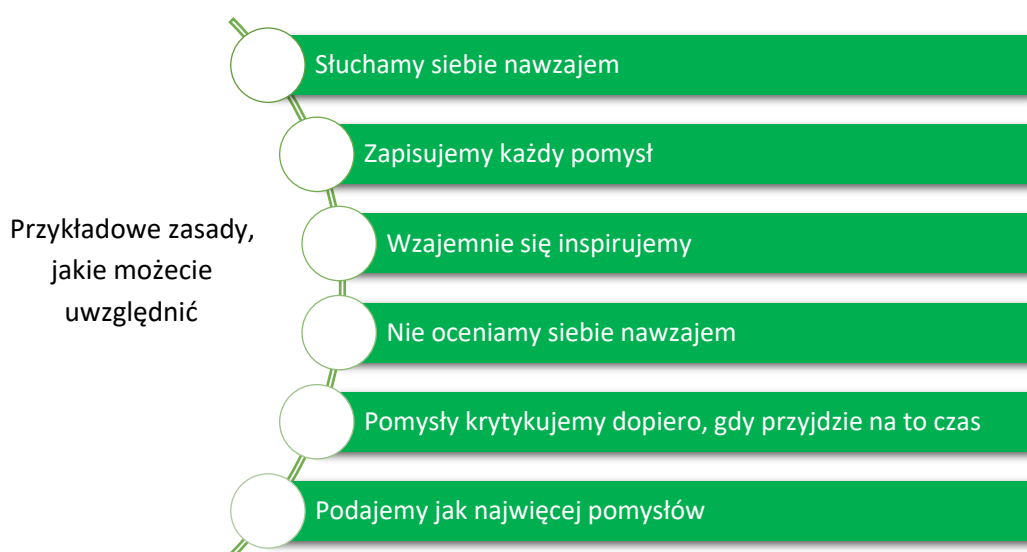 Przykładowe zasady,
jakie możecie
uwzględnić
Słuchamy siebie nawzajem
Zapisujemy każdy pomysł
Wzajemnie się inspirujemy
Nie oceniamy siebie nawzajem
Pomysły krytykujemy dopiero, gdy przyjdzie na to czas
Podajemy jak najwięcej pomysłów